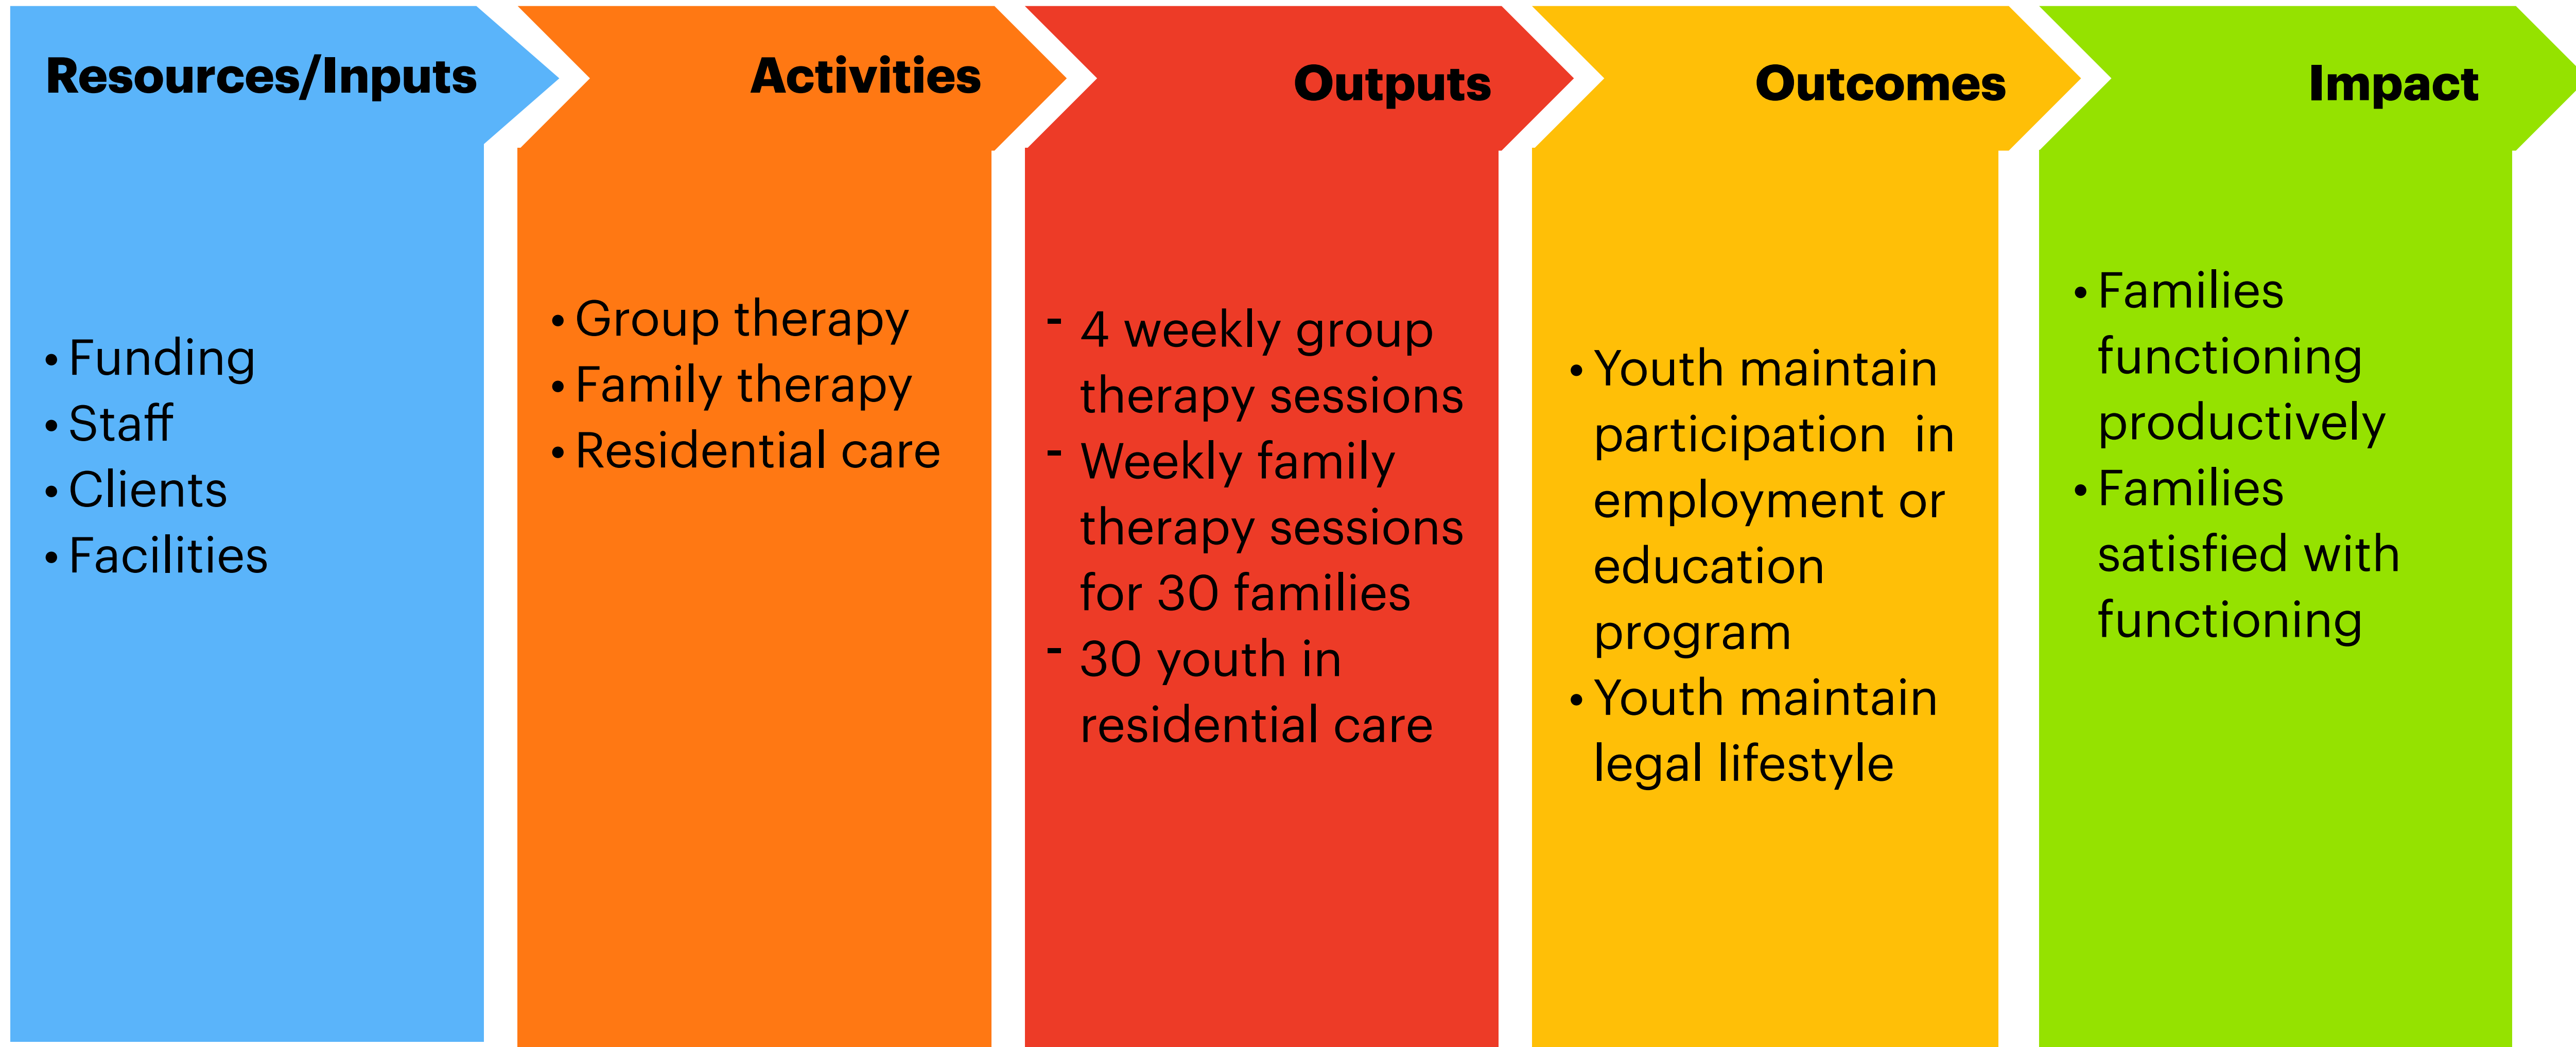 Resources/Inputs
• Funding
• Staff
• Clients
• Facilities
Activities
• Group therapy
• Family therapy
• Residential care
Outputs
- 4 weekly group
therapy sessions
- Weekly family
therapy sessions
for 30 families
- 30 youth in
residential care
Outcomes
• Youth maintain
participation in
employment or
education
program
• Youth maintain
legal lifestyle
Impact
• Families
functioning
productively
• Families
satisfied with
functioning